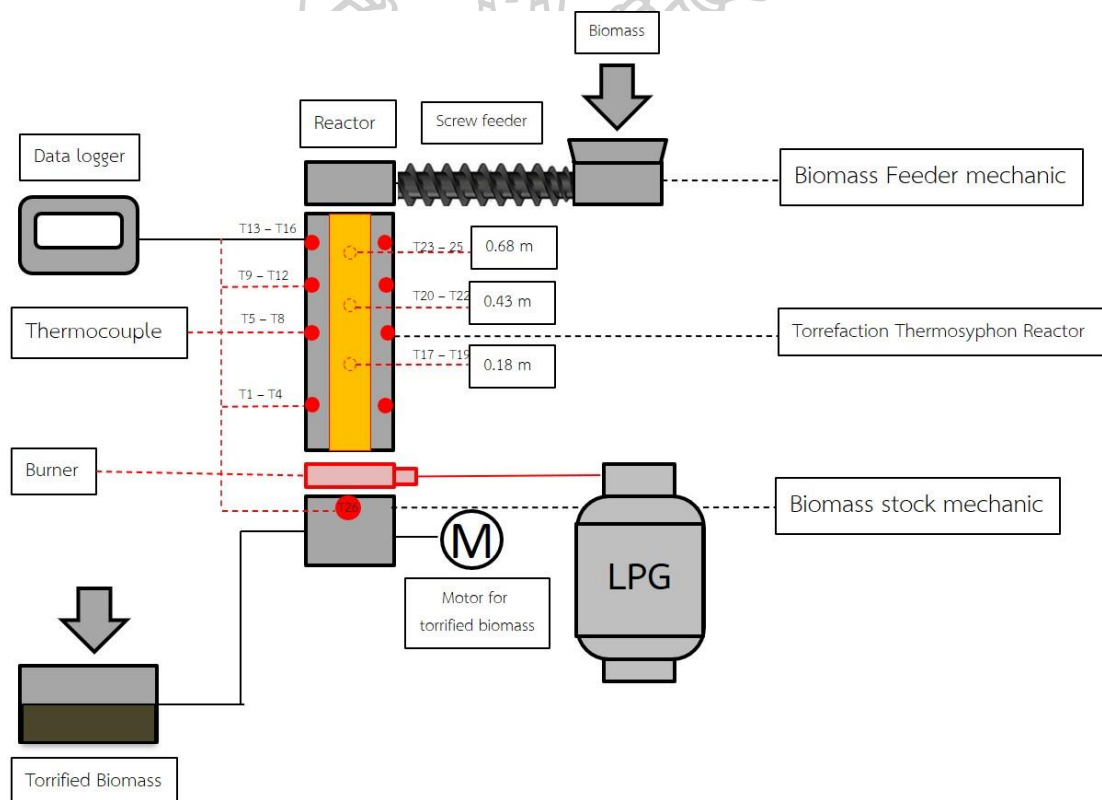 Biomass
Reactor
Screw feeder
Data logger
Biomass Feeder mechanic
T13 – T16
T23 – 25
0.68 m
T9 – T12
T20 – T22
0.43 m
Thermocouple
T5 – T8
Torrefaction Thermosyphon Reactor
T17 – T19
0.18 m
T1 – T4
Burner
T26
Biomass stock mechanic
M
LPG
Motor for
torrified biomass
Torrified Biomass